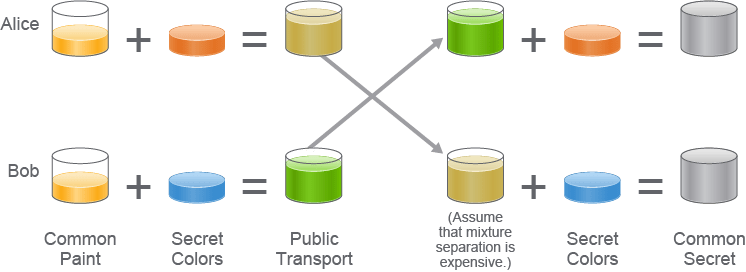 Alice
+
=
+
=
Bob
+
=
+
=
Common
Paint
Secret
Colors
Public
Transport
(Assume
that mixture
separation is
expensive.)
Secret
Colors
Common
Secret